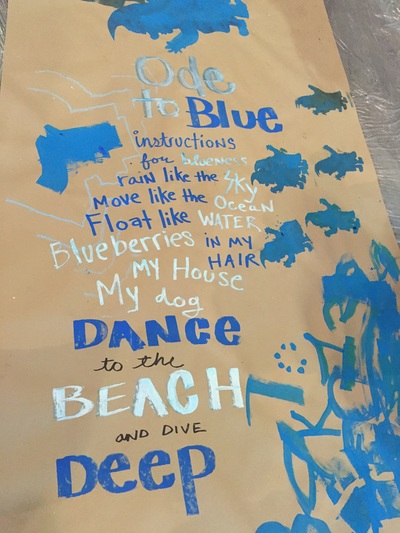 Ode
to Blue
instructions
for blueness
rain like the Sky
Move like the Ocean
Float like WATER
Blueberries in my
HAIR
My House
My dog
DANCE
to the
BEACH
AND DIVE
Deep